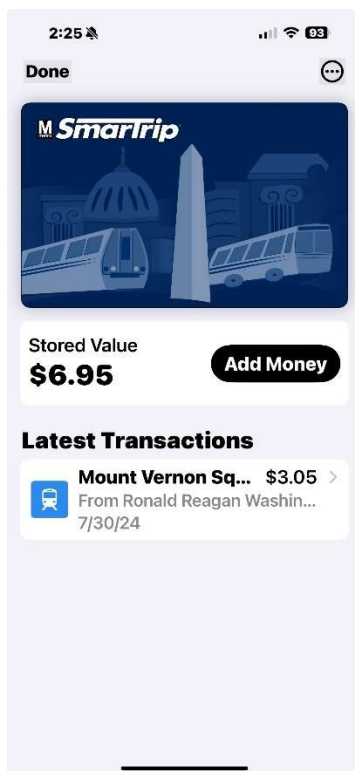 2:25
93
Done
M SmarTrip
Stored Value
$6.95
Add Money
Latest Transactions
Mount Vernon Sq... $3.05
From Ronald Reagan Washin...
7/30/24